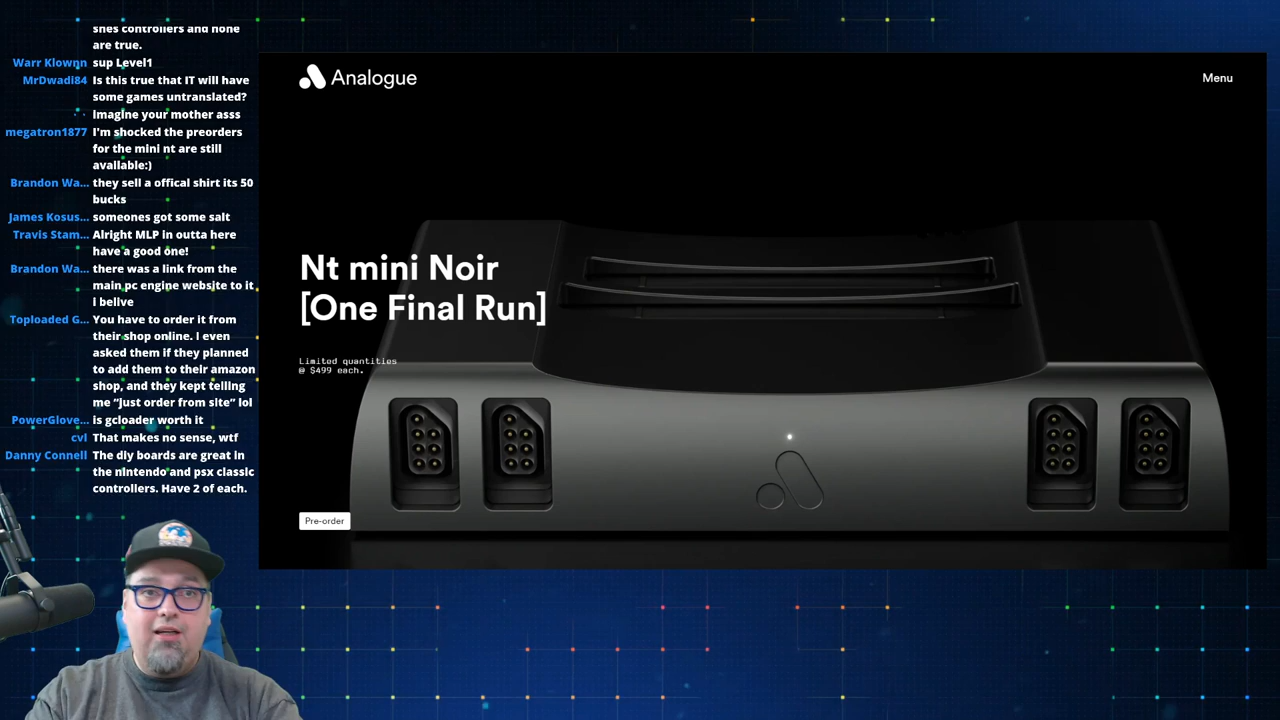 snes controllers and none
are true.
Warr Klownn sup Level1
MrDwadi84 Is this true that IT will have
some games untranslated?
Imagine your mother asss
megatron1877 I'm shocked the preorders
for the mini nt are still
available:)
Brandon Wa... they sell a offical shirt its 50
bucks
James Kosus... someones got some salt
Travis Stam... Alright MLP in outta here
have a good one!
Brandon Wa... there was a link from the
main pc engine website to it
i belive
Toploaded G... You have to order it from
their shop online. I even
asked them if they planned
to add them to their amazon
shop, and they kept telling
me “just order from site” lol
PowerGlove... is gcloader worth it
cvl That makes no sense, wtf
Danny Connell The diy boards are great in
the nintendo and psx classic
controllers. Have 2 of each.
Analogue
Menu
Nt mini Noir
[One Final Run]
Limited quantities
@ $499 each.
Pre-order